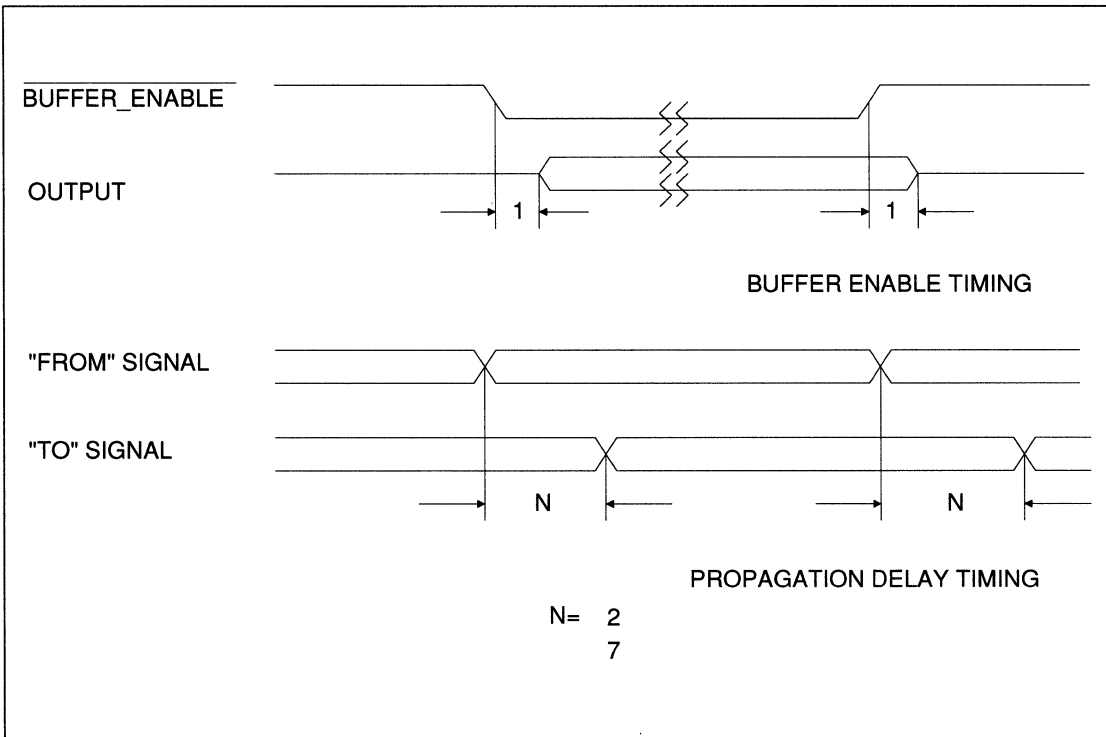 BUFFER_ENABLE
OUTPUT
1
1
BUFFER ENABLE TIMING
"FROM" SIGNAL
"TO" SIGNAL
N
N
PROPAGATION DELAY TIMING
N= 2
7